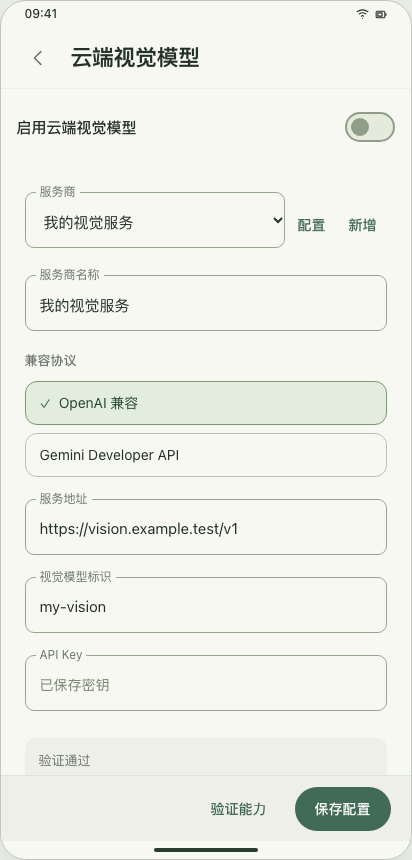 09:41
云端视觉模型
启用云端视觉模型
服务商
我的视觉服务
配置
新增
服务商名称
我的视觉服务
兼容协议
✓ OpenAI 兼容
Gemini Developer API
服务地址
https://vision.example.test/v1
视觉模型标识
my-vision
API Key
已保存密钥
验证通过
验证能力
保存配置